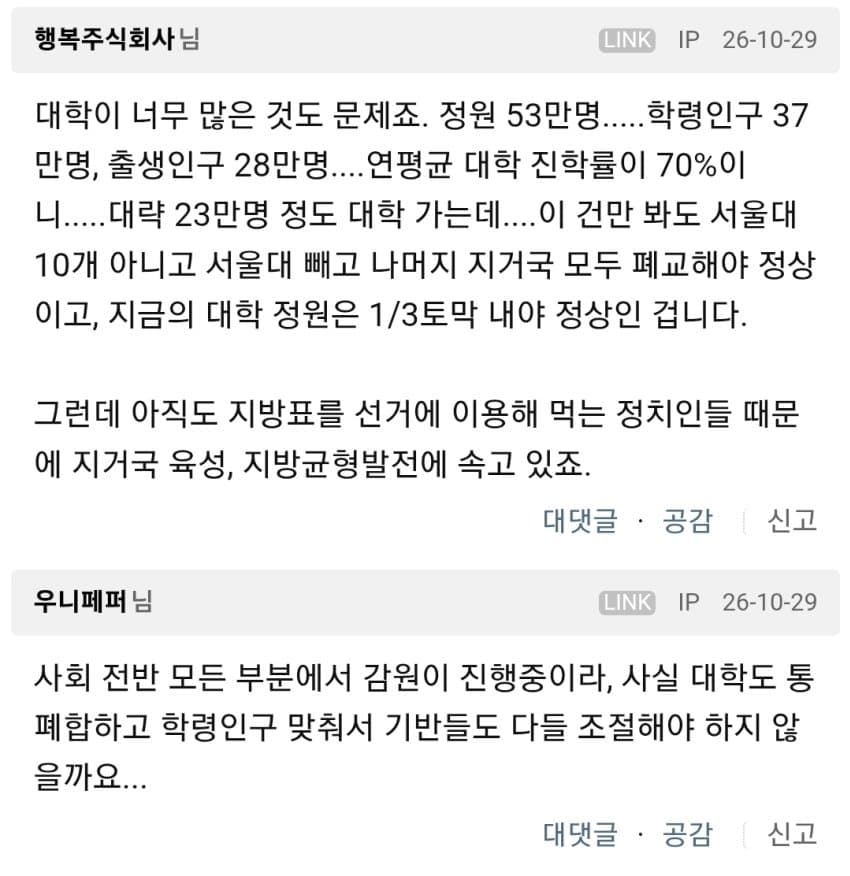 행복주식회사님 LINK IP 26-10-29
대학이 너무 많은 것도 문제죠. 정원 53만명.....학령인구 37
만명, 출생인구 28만명....연평균 대학 진학률이 70%이
니.....대략 23만명 정도 대학 가는데....이 건만 봐도 서울대
10개 아니고 서울대 빼고 나머지 지거국 모두 폐교해야 정상
이고, 지금의 대학 정원은 1/3토막 내야 정상인 겁니다.
그런데 아직도 지방표를 선거에 이용해 먹는 정치인들 때문
에 지거국 육성, 지방균형발전에 속고 있죠.
대댓글 · 공감 | 신고
우니페퍼님 LINK IP 26-10-29
사회 전반 모든 부분에서 감원이 진행중이라, 사실 대학도 통
폐합하고 학령인구 맞춰서 기반들도 다들 조절해야 하지 않
을까요...
대댓글 · 공감 | 신고